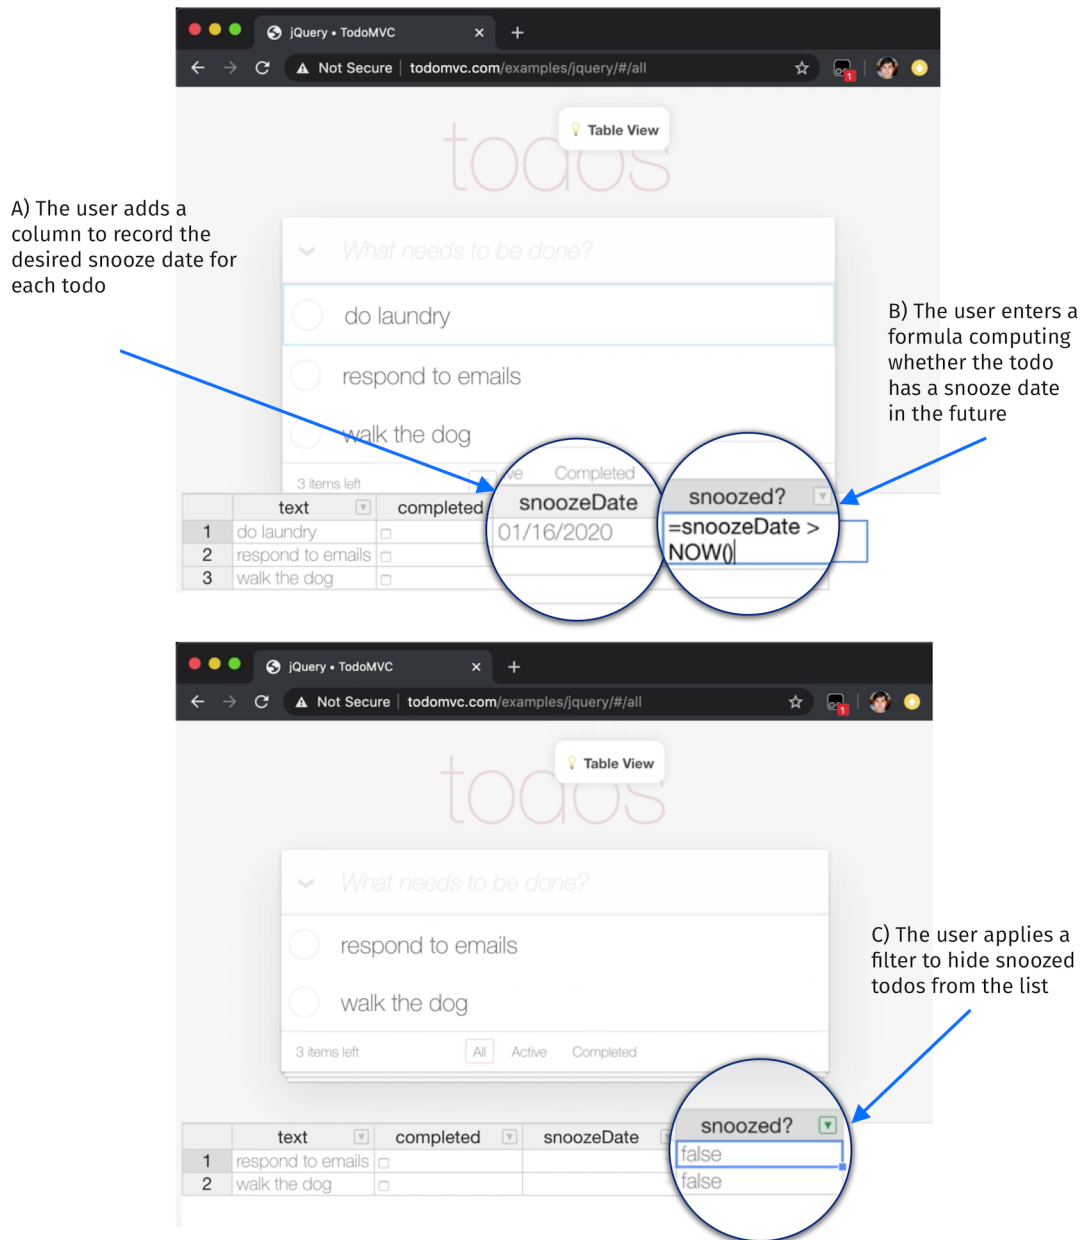 jQuery • TodoMVC
Not Secure | todomvc.com/examples/jquery/#/all
1
todos
Table View
A) The user adds a
column to record the
desired snooze date for
each todo
What needs to be done?
do laundry
respond to emails
walk the dog
B) The user enters a
formula computing
whether the todo
has a snooze date
in the future
3 items left
ve Completed
text completed snoozeDate snoozed?
1 do laundry 01/16/2020 =snoozeDate >
NOW()
2 respond to emails
3 walk the dog
jQuery • TodoMVC
Not Secure | todomvc.com/examples/jquery/#/all
1
todos
Table View
What needs to be done?
respond to emails
walk the dog
C) The user applies a
filter to hide snoozed
todos from the list
3 items left All Active Completed
text completed snoozeDate snoozed?
1 respond to emails false
2 walk the dog false